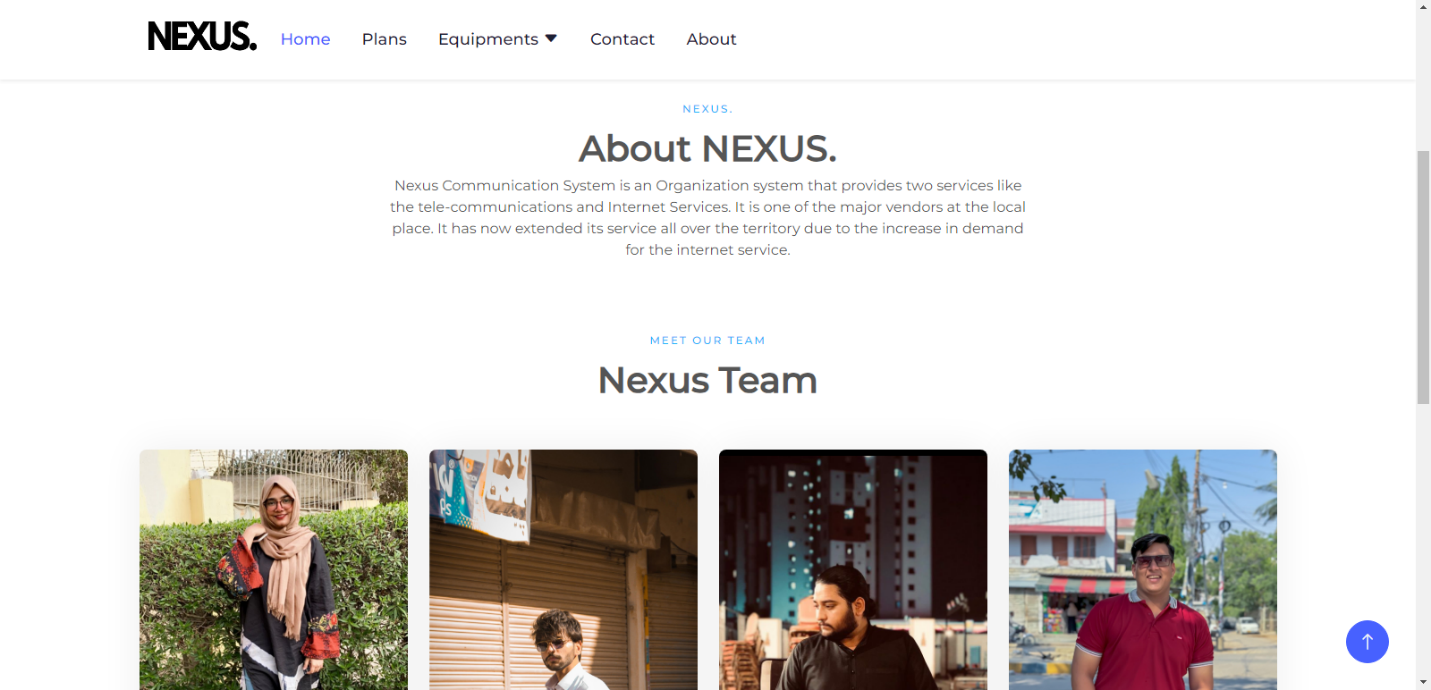 NEXUS. Home Plans Equipments Contact About
NEXUS.
About NEXUS.
Nexus Communication System is an Organization system that provides two services like
the tele-communications and Internet Services. It is one of the major vendors at the local
place. It has now extended its service all over the territory due to the increase in demand
for the internet service.
MEET OUR TEAM
Nexus Team